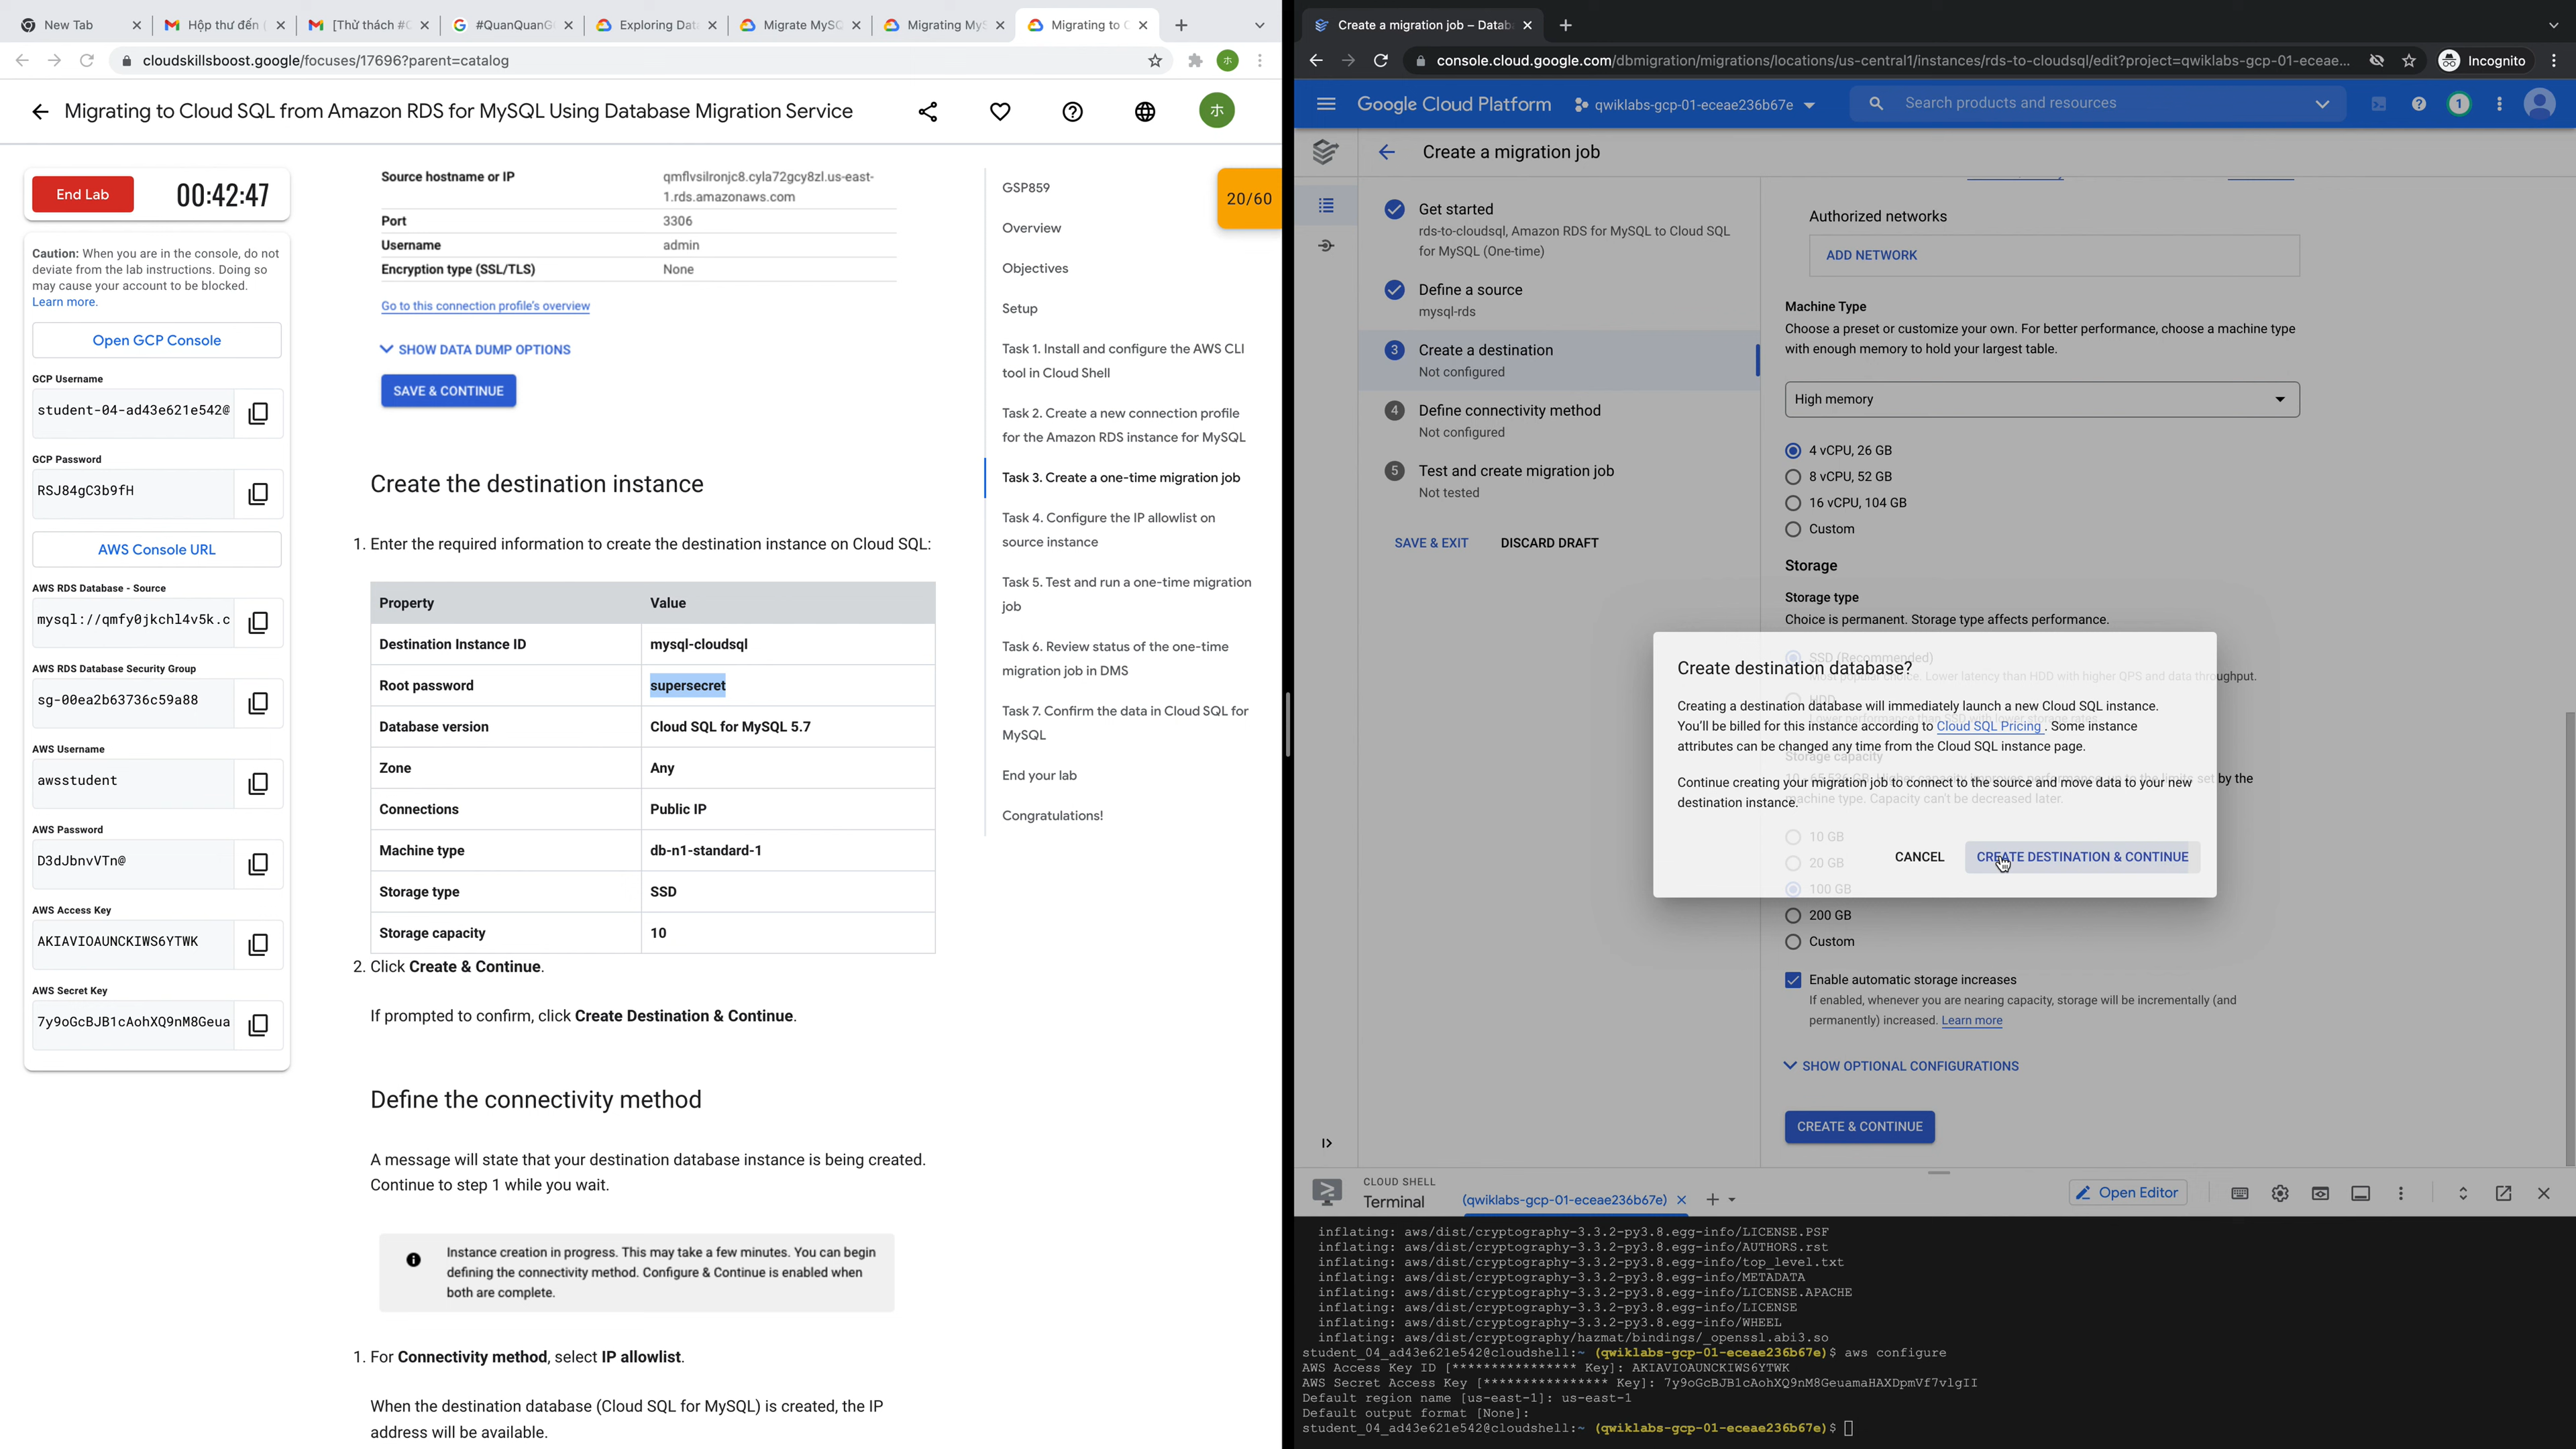 New Tab
Hộp thư đến (
[Thử thách #C
#QuanQuanG
Exploring Dat
Migrate MySQ
Migrating MyS
Migrating to C
cloudskillsboost.google/focuses/17696?parent=catalog
Migrating to Cloud SQL from Amazon RDS for MySQL Using Database Migration Service
End Lab
00:42:47
Caution: When you are in the console, do not
deviate from the lab instructions. Doing so
may cause your account to be blocked.
Learn more.
Open GCP Console
GCP Username
student-04-ad43e621e542@
GCP Password
RSJ84gC3b9fH
AWS Console URL
AWS RDS Database - Source
mysql://qmfy0jkchl4v5k.c
AWS RDS Database Security Group
sg-00ea2b63736c59a88
AWS Username
awsstudent
AWS Password
D3dJbnvVTn@
AWS Access Key
AKIAVIOAUNCKIWS6YTWK
AWS Secret Key
7y9oGcBJB1cAohXQ9nM8Geua
Source hostname or IP
qmflvsilronjc8.cyla72gcy8zl.us-east-
1.rds.amazonaws.com
Port 3306
Username admin
Encryption type (SSL/TLS) None
Go to this connection profile's overview
SHOW DATA DUMP OPTIONS
SAVE & CONTINUE
Create the destination instance
1. Enter the required information to create the destination instance on Cloud SQL:
Property Value
Destination Instance ID mysql-cloudsql
Root password supersecret
Database version Cloud SQL for MySQL 5.7
Zone Any
Connections Public IP
Machine type db-n1-standard-1
Storage type SSD
Storage capacity 10
2. Click Create & Continue.
If prompted to confirm, click Create Destination & Continue.
Define the connectivity method
A message will state that your destination database instance is being created.
Continue to step 1 while you wait.
Instance creation in progress. This may take a few minutes. You can begin
defining the connectivity method. Configure & Continue is enabled when
both are complete.
1. For Connectivity method, select IP allowlist.
When the destination database (Cloud SQL for MySQL) is created, the IP
address will be available.
20/60
GSP859
Overview
Objectives
Setup
Task 1. Install and configure the AWS CLI
tool in Cloud Shell
Task 2. Create a new connection profile
for the Amazon RDS instance for MySQL
Task 3. Create a one-time migration job
Task 4. Configure the IP allowlist on
source instance
Task 5. Test and run a one-time migration
job
Task 6. Review status of the one-time
migration job in DMS
Task 7. Confirm the data in Cloud SQL for
MySQL
End your lab
Congratulations!
Create a migration job – Datab
console.cloud.google.com/dbmigration/migrations/locations/us-central1/instances/rds-to-cloudsql/edit?project=qwiklabs-gcp-01-eceae...
Incognito
Google Cloud Platform
qwiklabs-gcp-01-eceae236b67e
Search products and resources
1
Create a migration job
Get started
rds-to-cloudsql, Amazon RDS for MySQL to Cloud SQL
for MySQL (One-time)
Define a source
mysql-rds
3 Create a destination
Not configured
4 Define connectivity method
Not configured
5 Test and create migration job
Not tested
SAVE & EXIT DISCARD DRAFT
Authorized networks
ADD NETWORK
Machine Type
Choose a preset or customize your own. For better performance, choose a machine type
with enough memory to hold your largest table.
High memory
4 vCPU, 26 GB
8 vCPU, 52 GB
16 vCPU, 104 GB
Custom
Storage
Storage type
Choice is permanent. Storage type affects performance.
SSD (Recommended)
Most popular choice. Lower latency than HDD with higher QPS and data throughput.
HDD
Storage capacity
machine type. Capacity can't be decreased later.
Create destination database?
Creating a destination database will immediately launch a new Cloud SQL instance.
You'll be billed for this instance according to Cloud SQL Pricing . Some instance
attributes can be changed any time from the Cloud SQL instance page.
Continue creating your migration job to connect to the source and move data to your new
destination instance.
CANCEL CREATE DESTINATION & CONTINUE
10 GB
20 GB
100 GB
200 GB
Custom
Enable automatic storage increases
If enabled, whenever you are nearing capacity, storage will be incrementally (and
permanently) increased. Learn more
SHOW OPTIONAL CONFIGURATIONS
CREATE & CONTINUE
CLOUD SHELL
Terminal
(qwiklabs-gcp-01-eceae236b67e)
Open Editor
inflating: aws/dist/cryptography-3.3.2-py3.8.egg-info/LICENSE.PSF
inflating: aws/dist/cryptography-3.3.2-py3.8.egg-info/AUTHORS.rst
inflating: aws/dist/cryptography-3.3.2-py3.8.egg-info/top_level.txt
inflating: aws/dist/cryptography-3.3.2-py3.8.egg-info/METADATA
inflating: aws/dist/cryptography-3.3.2-py3.8.egg-info/LICENSE.APACHE
inflating: aws/dist/cryptography-3.3.2-py3.8.egg-info/LICENSE
inflating: aws/dist/cryptography-3.3.2-py3.8.egg-info/WHEEL
inflating: aws/dist/cryptography/hazmat/bindings/_openssl.abi3.so
student_04_ad43e621e542@cloudshell:~ (qwiklabs-gcp-01-eceae236b67e)$ aws configure
AWS Access Key ID [**************** Key]: AKIAVIOAUNCKIWS6YTWK
AWS Secret Access Key [**************** Key]: 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
Default region name [us-east-1]: us-east-1
Default output format [None]:
student_04_ad43e621e542@cloudshell:~ (qwiklabs-gcp-01-eceae236b67e)$